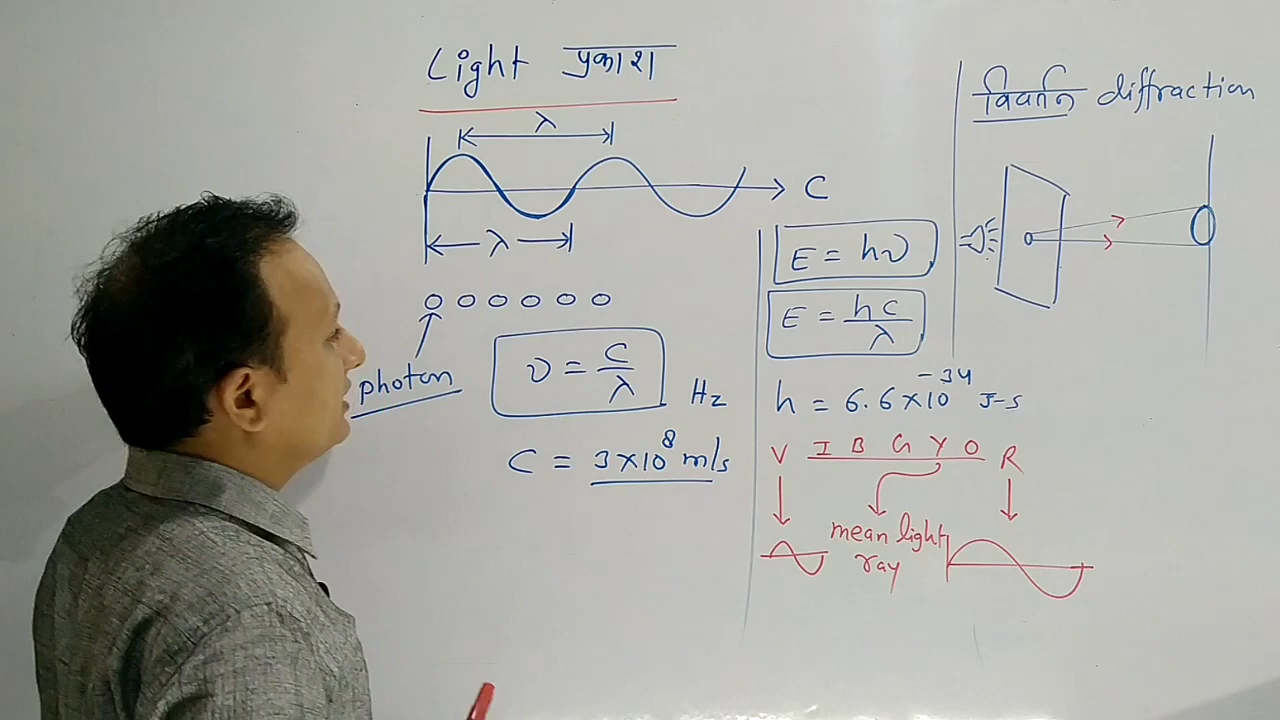 Light प्रकाश
λ
C
λ
photon
ν = C/λ
Hz
C = 3×10⁸ m/s
E = hν
E = hc/λ
h = 6.6×10⁻³⁴ J-s
V I B G Y O R
mean light
ray
विवर्तन diffraction